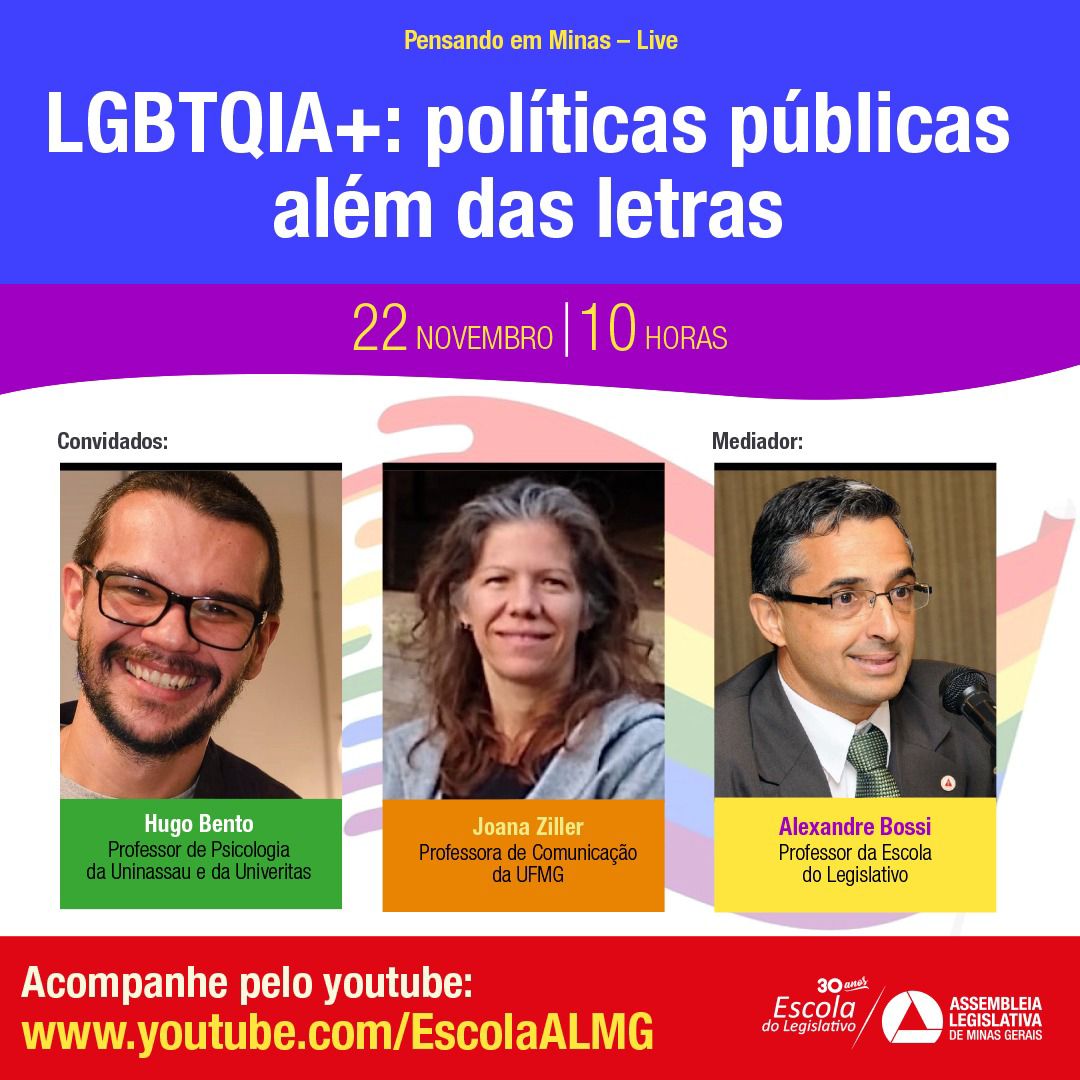 Pensando em Minas – Live
LGBTQIA+: políticas públicas
além das letras
22 NOVEMBRO | 10 HORAS
Convidados:
Mediador:
Hugo Bento
Professor de Psicologia
da Uninassau e da Univeritas
Joana Ziller
Professora de Comunicação
da UFMG
Alexandre Bossi
Professor da Escola
do Legislativo
Acompanhe pelo youtube:
www.youtube.com/EscolaALMG
30 anos
Escola
do Legislativo
ASSEMBLEIA
LEGISLATIVA
DE MINAS GERAIS